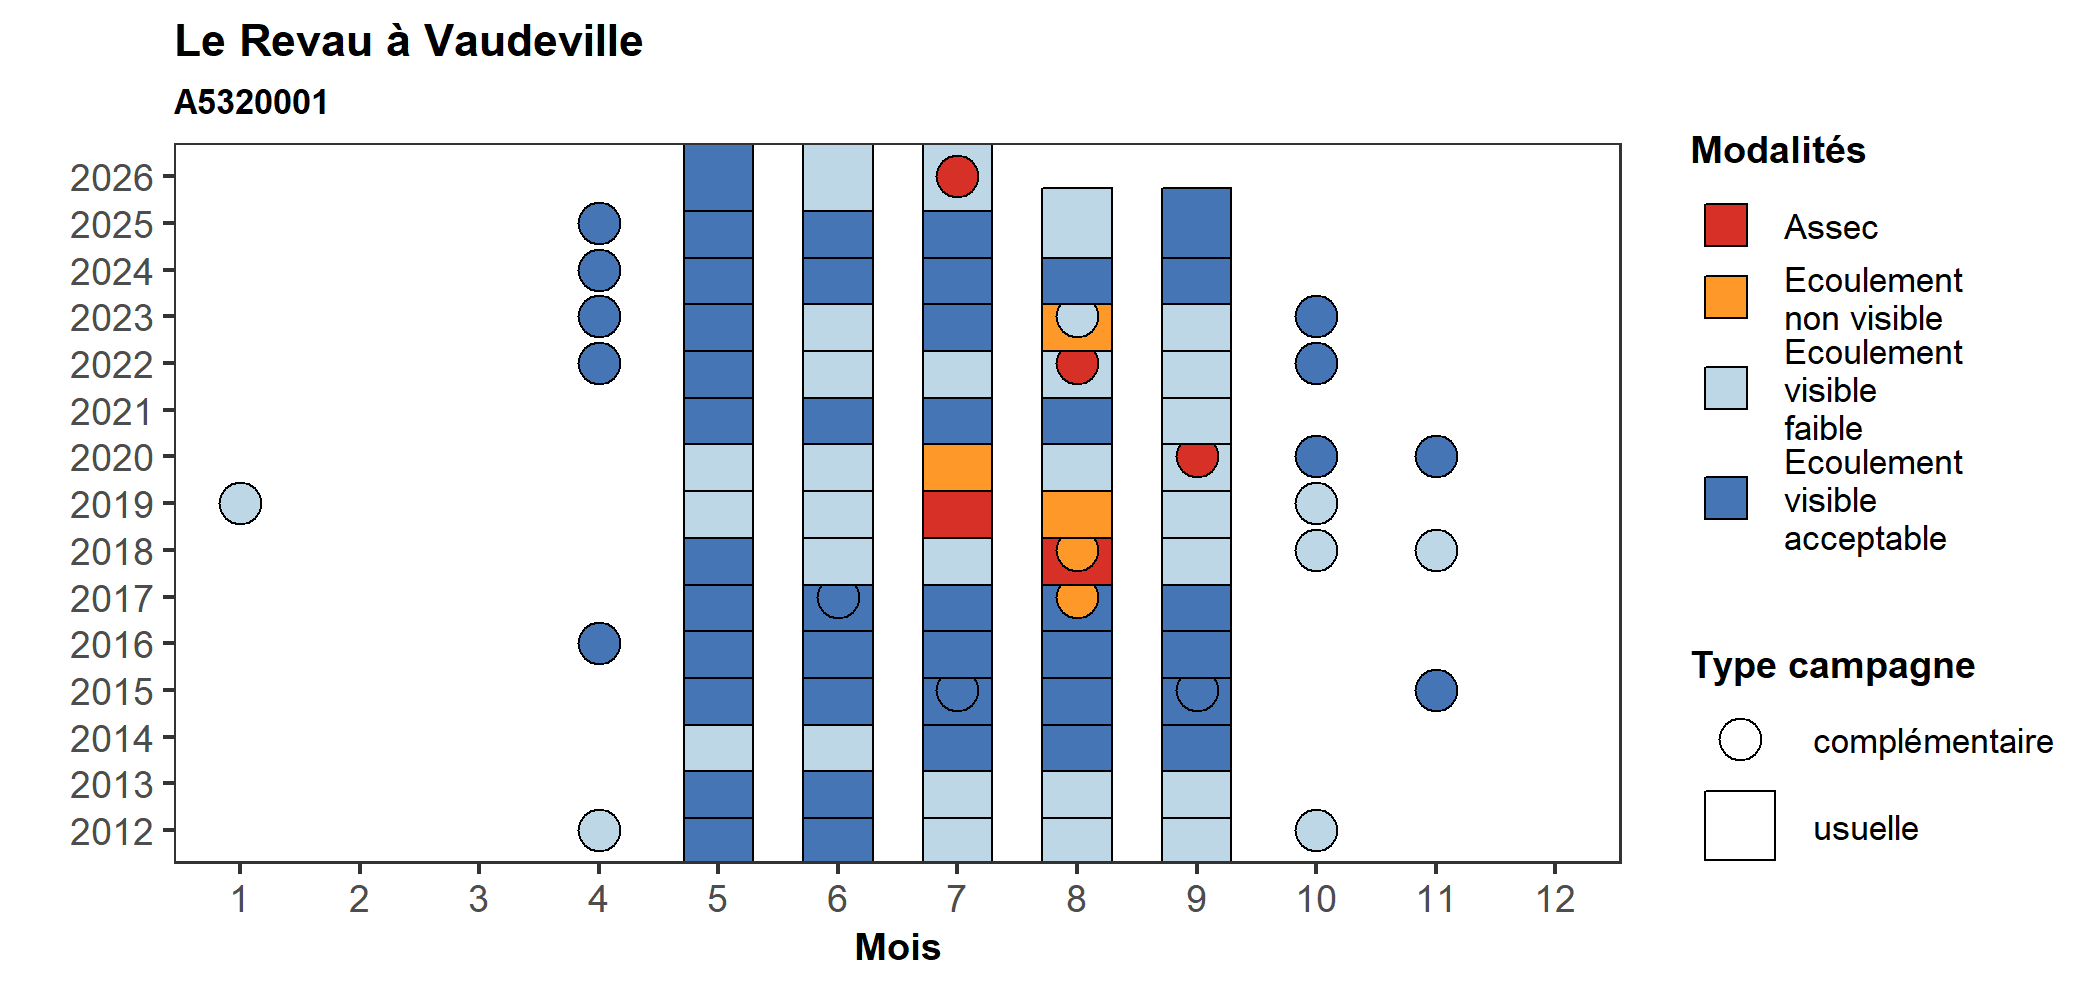 Le Revau à Vaudeville
A5320001
2026
2025
2024
2023
2022
2021
2020
2019
2018
2017
2016
2015
2014
2013
2012
1 2 3 4 5 6 7 8 9 10 11 12
Mois
Modalités
Assec
Ecoulement
non visible
Ecoulement
visible
faible
Ecoulement
visible
acceptable
Type campagne
complémentaire
usuelle